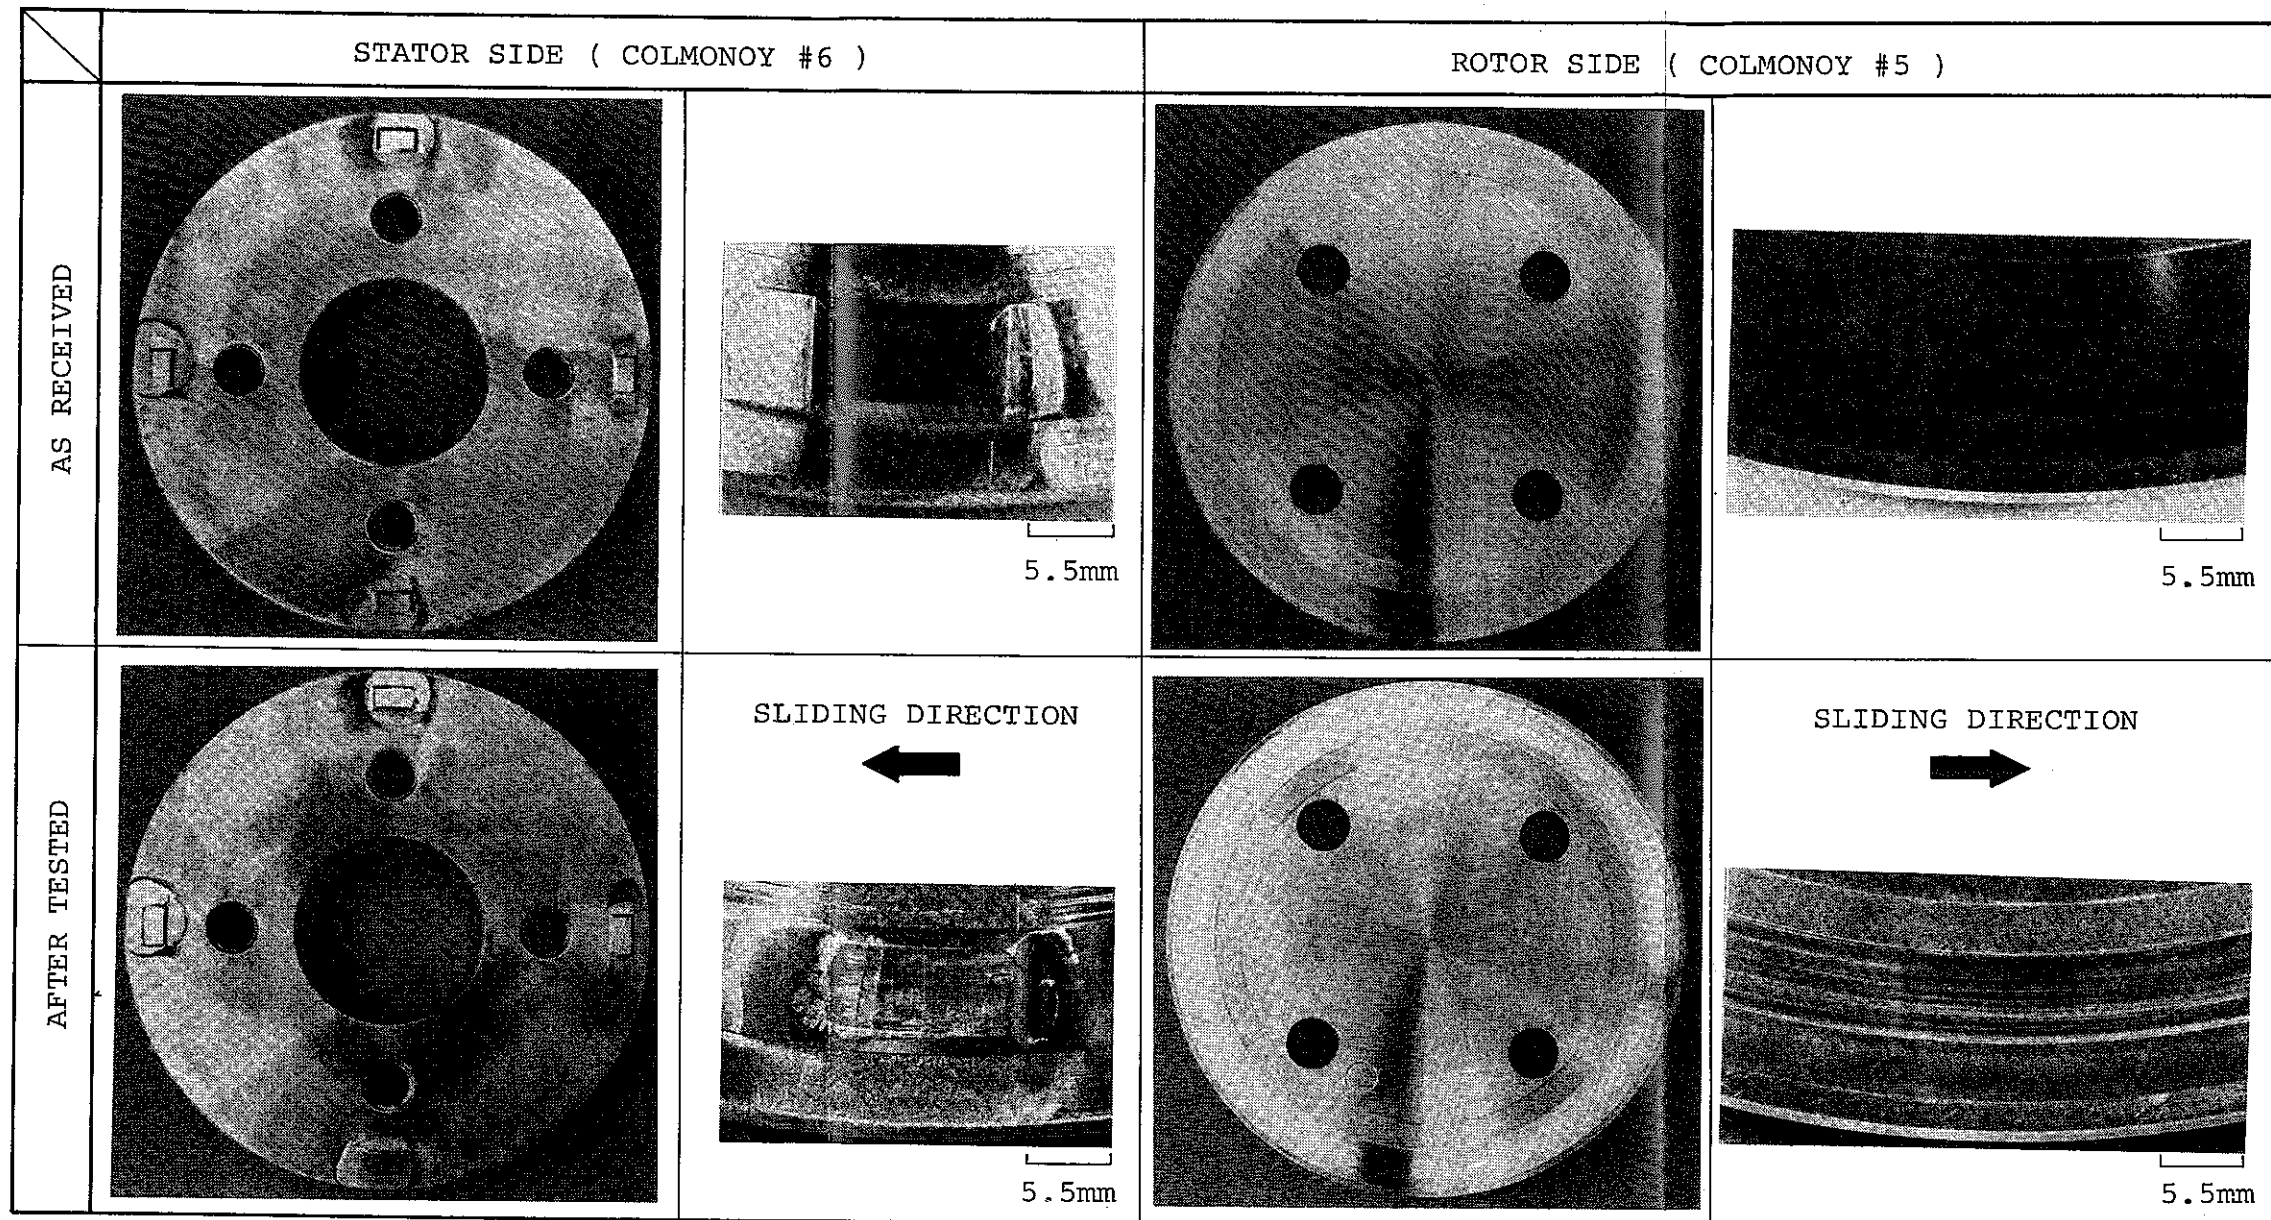 STATOR SIDE ( COLMONOY #6 )
ROTOR SIDE ( COLMONOY #5 )
AS RECEIVED
5.5mm
5.5mm
AFTER TESTED
SLIDING DIRECTION
5.5mm
SLIDING DIRECTION
5.5mm